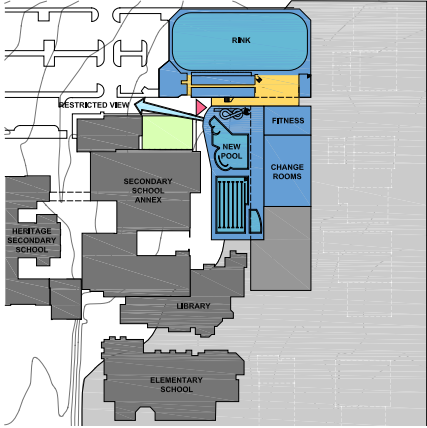 RINK
RESTRICTED VIEW
FITNESS
NEW
POOL
CHANGE
ROOMS
SECONDARY
SCHOOL
ANNEX
HERITAGE
SECONDARY
SCHOOL
LIBRARY
ELEMENTARY
SCHOOL